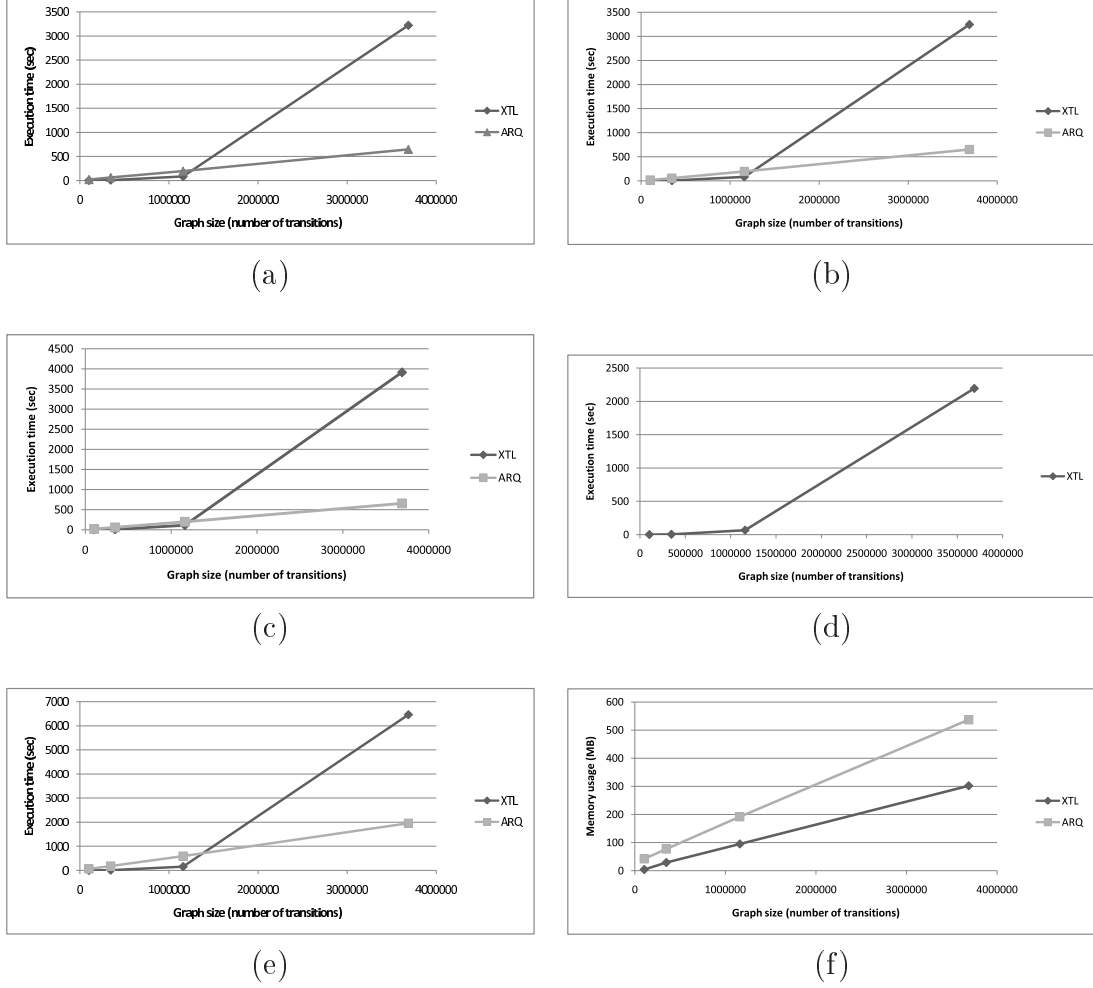 3500
3000
2500
2000
1500
1000
500
0
Execution time (sec)
0 1000000 2000000 3000000 4000000
Graph size (number of transitions)
XTL
ARQ
(a)
3500
3000
2500
2000
1500
1000
500
0
Execution time (sec)
0 1000000 2000000 3000000 4000000
Graph size (number of transitions)
XTL
ARQ
(b)
4500
4000
3500
3000
2500
2000
1500
1000
500
0
Execution time (sec)
0 1000000 2000000 3000000 4000000
Graph size (number of transitions)
XTL
ARQ
(c)
2500
2000
1500
1000
500
0
Execution time (sec)
0 500000 1000000 1500000 2000000 2500000 3000000 3500000 4000000
Graph size (number of transitions)
XTL
(d)
7000
6000
5000
4000
3000
2000
1000
0
Execution time (sec)
0 1000000 2000000 3000000 4000000
Graph size (number of transitions)
XTL
ARQ
(e)
600
500
400
300
200
100
0
Memory usage (MB)
0 1000000 2000000 3000000 4000000
Graph size (number of transitions)
XTL
ARQ
(f)